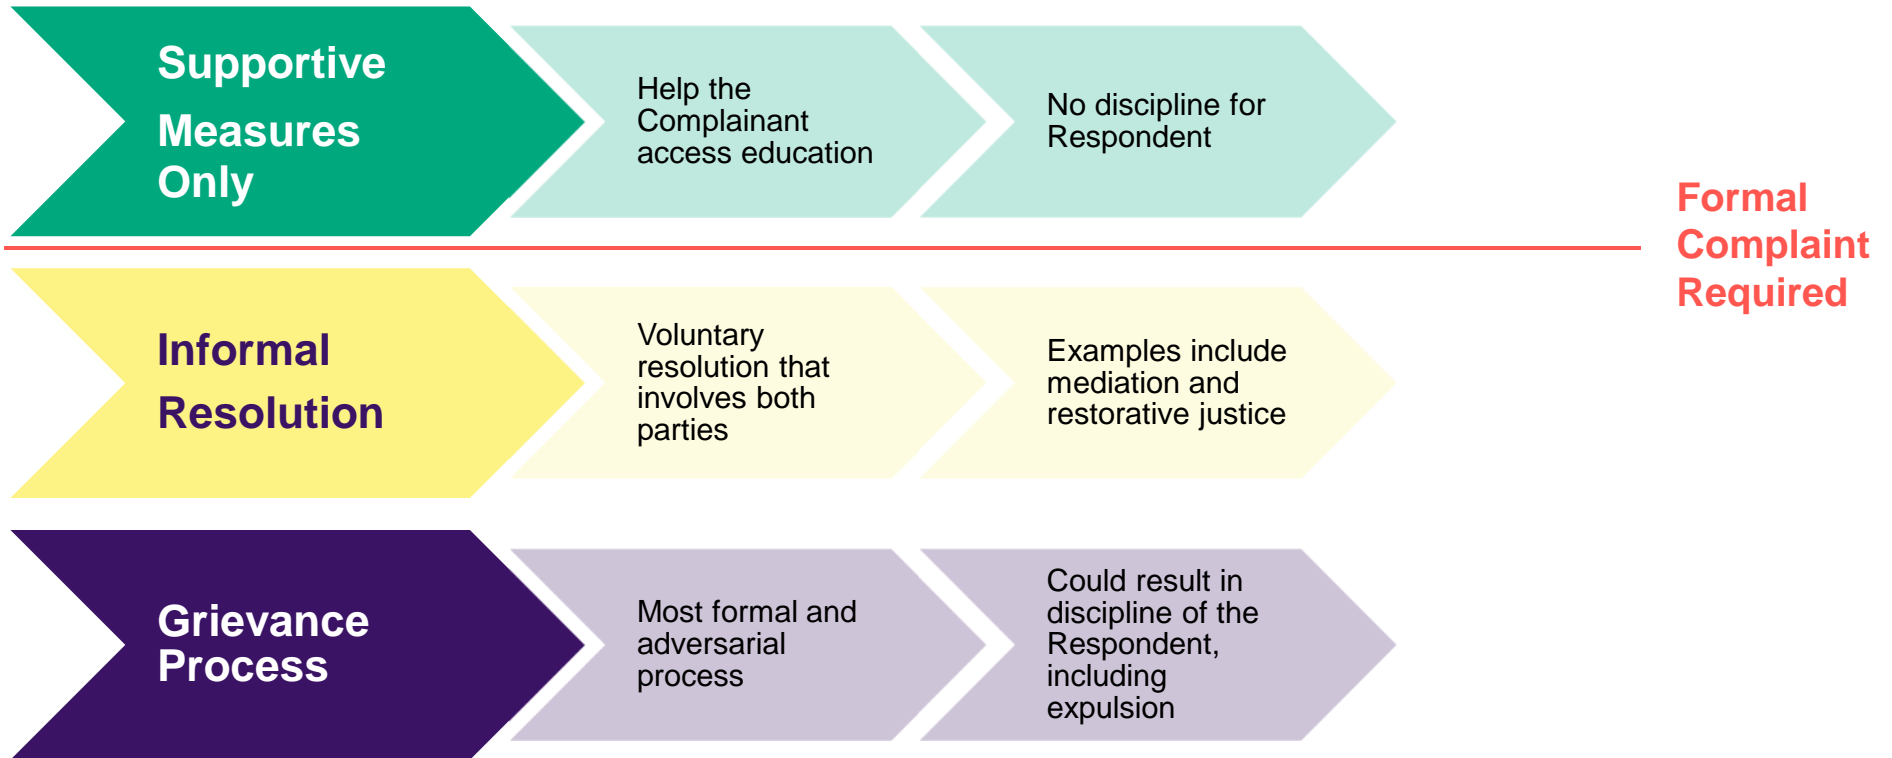 Supportive
Measures
Only
Help the
Complainant
access education
No discipline for
Respondent
Formal
Complaint
Required
Informal
Resolution
Voluntary
resolution that
involves both
parties
Examples include
mediation and
restorative justice
Grievance
Process
Most formal and
adversarial
process
Could result in
discipline of the
Respondent,
including
expulsion